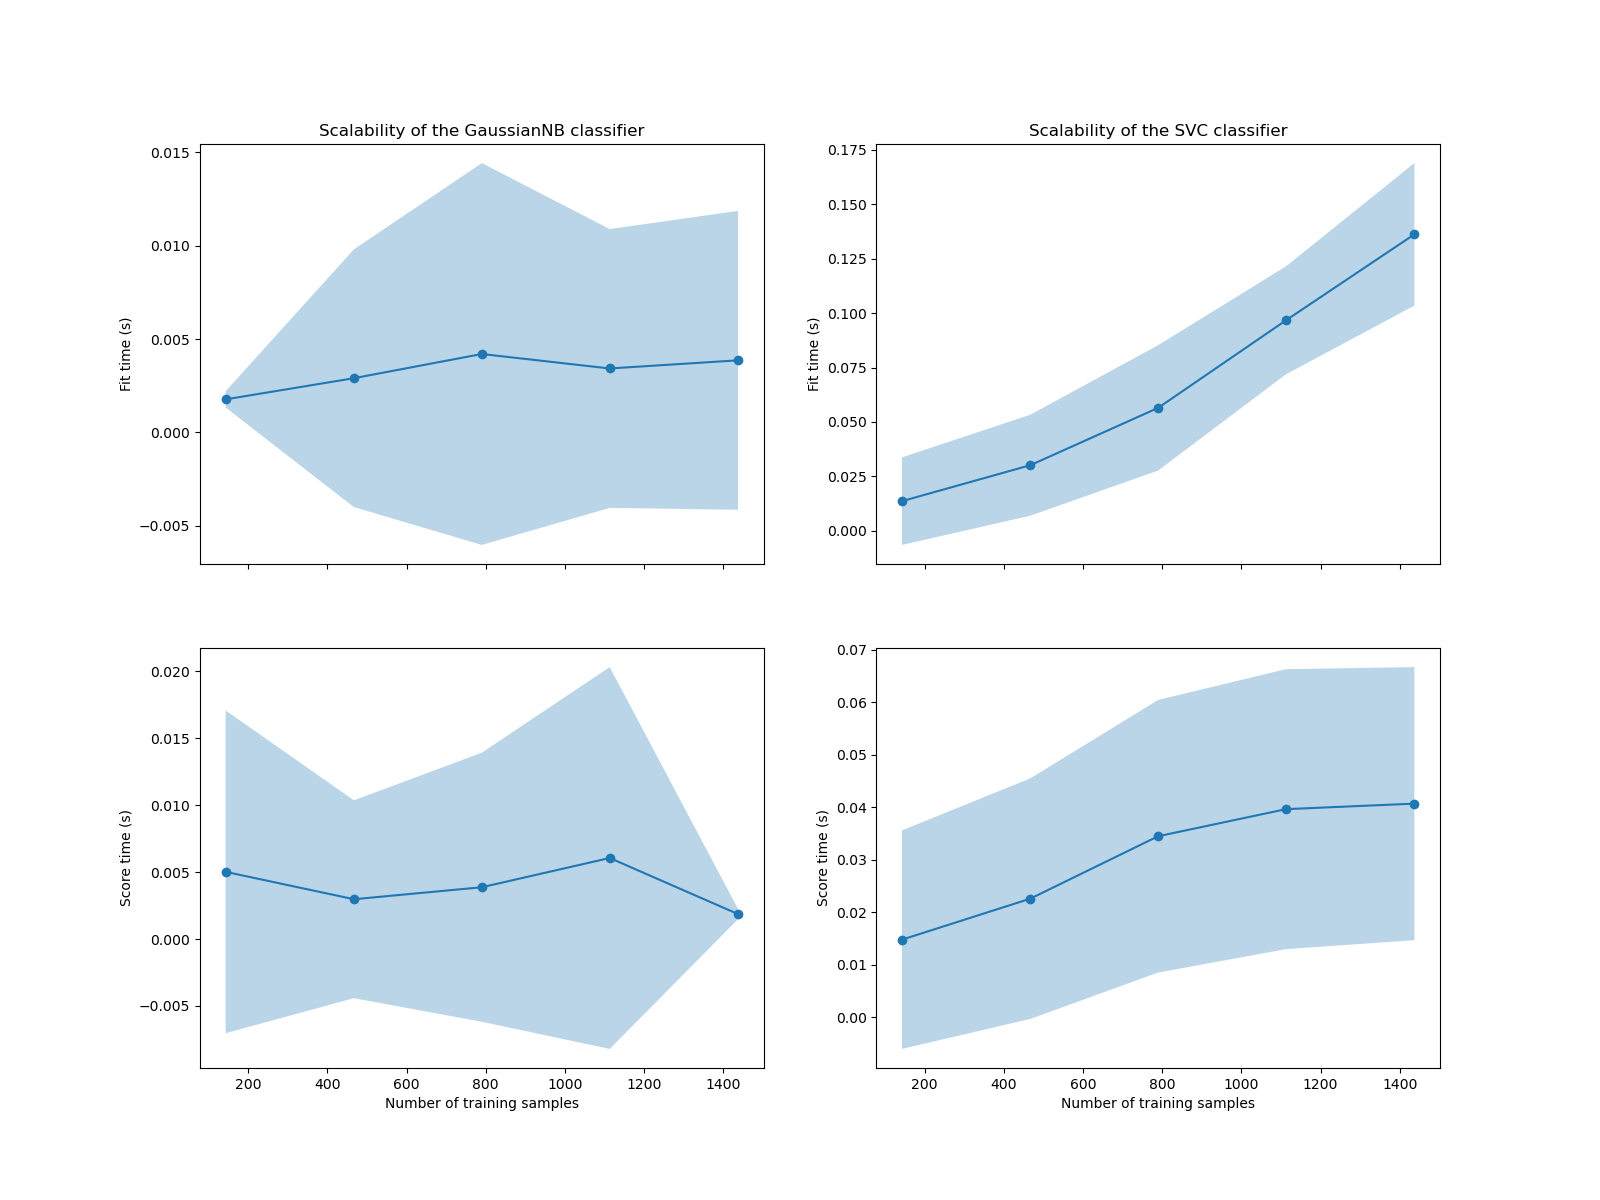 Scalability of the GaussianNB classifier
0.015
0.010
0.005
0.000
−0.005
Fit time (s)
Scalability of the SVC classifier
0.175
0.150
0.125
0.100
0.075
0.050
0.025
0.000
Fit time (s)
0.020
0.015
0.010
0.005
0.000
−0.005
Score time (s)
200 400 600 800 1000 1200 1400
Number of training samples
0.07
0.06
0.05
0.04
0.03
0.02
0.01
0.00
Score time (s)
200 400 600 800 1000 1200 1400
Number of training samples